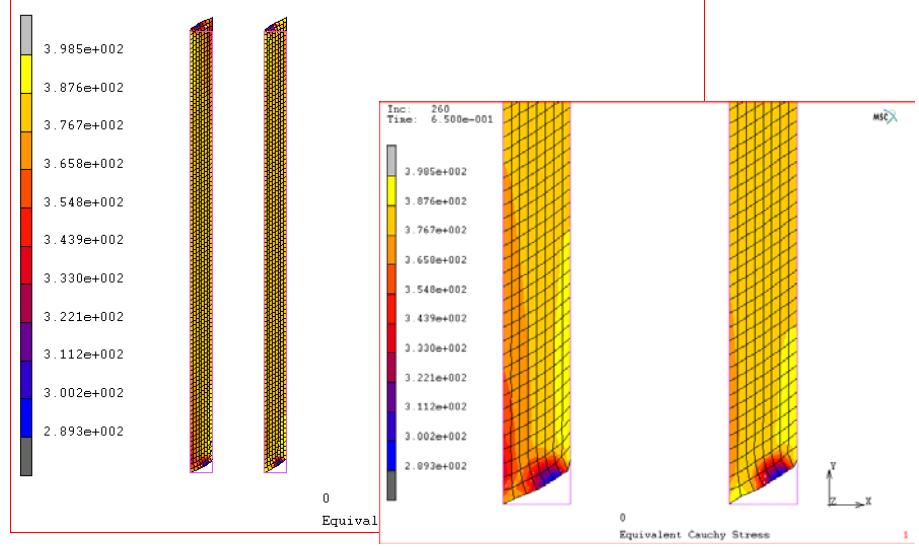 3.985e+002
3.876e+002
3.767e+002
3.658e+002
3.548e+002
3.439e+002
3.330e+002
3.221e+002
3.112e+002
3.002e+002
2.893e+002
0
Equival
Inc: 260
Time: 6.500e-001
MSC
3.985e+002
3.876e+002
3.767e+002
3.658e+002
3.548e+002
3.439e+002
3.330e+002
3.221e+002
3.112e+002
3.002e+002
2.893e+002
Y
Z X
0
Equivalent Cauchy Stress
1